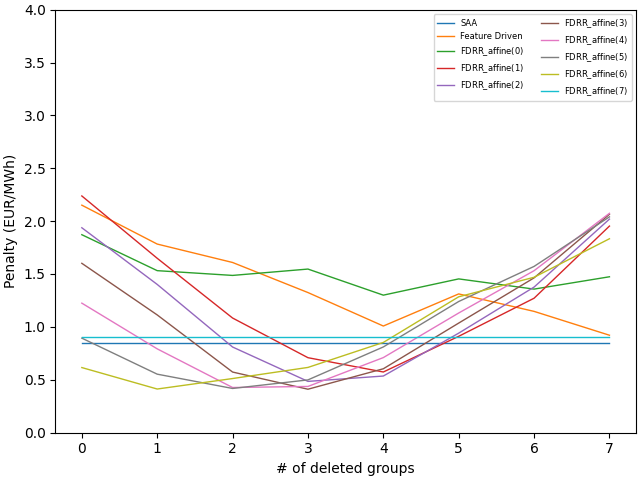 4.0
3.5
3.0
2.5
2.0
1.5
1.0
0.5
0.0
Penalty (EUR/MWh)
0 1 2 3 4 5 6 7
# of deleted groups
SAA
Feature Driven
FDRR_affine(0)
FDRR_affine(1)
FDRR_affine(2)
FDRR_affine(3)
FDRR_affine(4)
FDRR_affine(5)
FDRR_affine(6)
FDRR_affine(7)